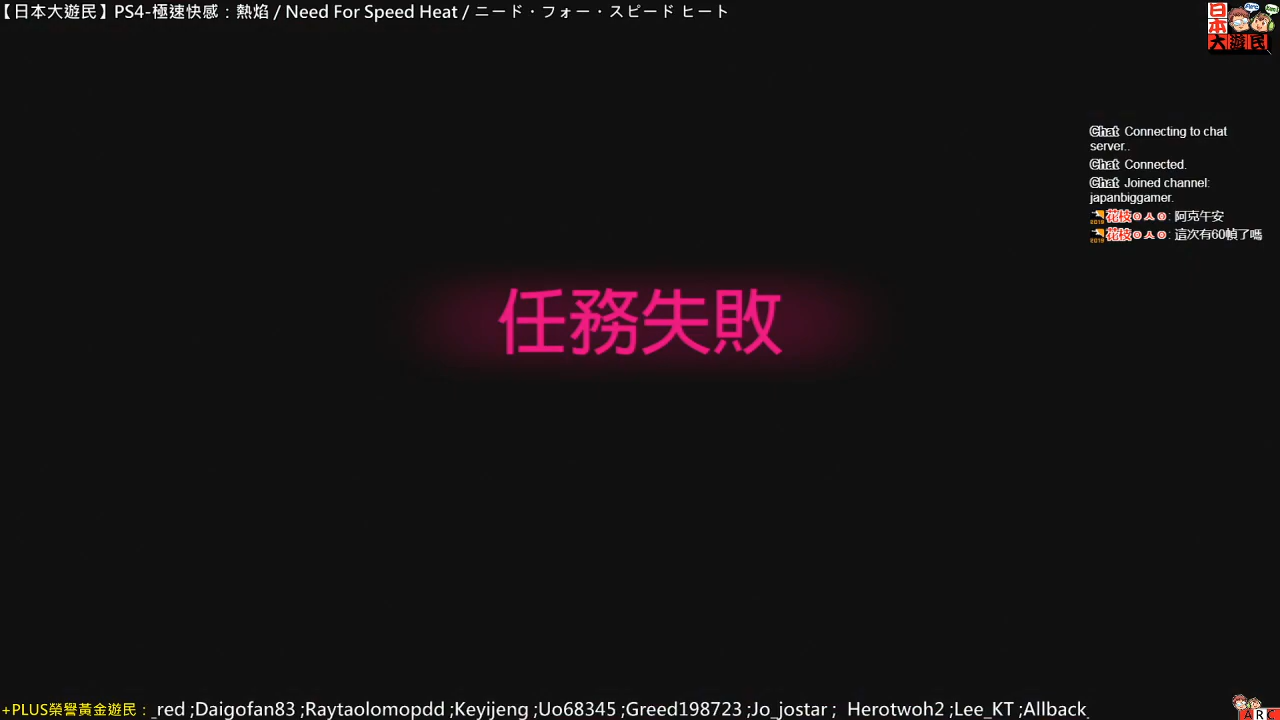 【日本大遊民】PS4-極速快感：熱焰 / Need For Speed Heat / ニード・フォー・スピード ヒート
日本
大遊民
Chat Connecting to chat
server..
Chat Connected.
Chat Joined channel:
japanbiggamer.
花枝⊙人⊙: 阿克午安
花枝⊙人⊙: 這次有60幀了嗎
任務失敗
+PLUS榮譽黃金遊民：_red ;Daigofan83 ;Raytaolomopdd ;Keyijeng ;Uo68345 ;Greed198723 ;Jo_jostar ;  Herotwoh2 ;Lee_KT ;Allback_
ARC